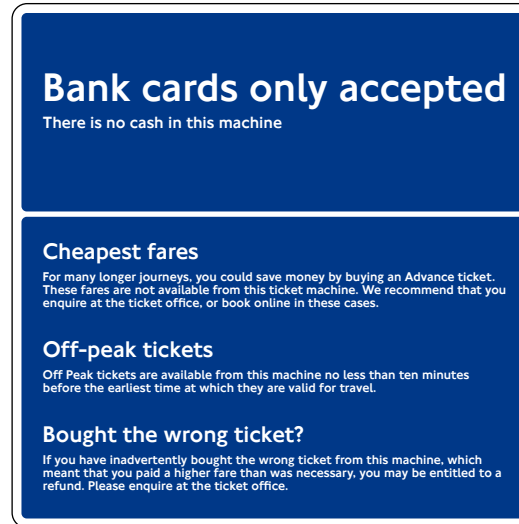 Bank cards only accepted
There is no cash in this machine
Cheapest fares
For many longer journeys, you could save money by buying an Advance ticket.
These fares are not available from this ticket machine. We recommend that you
enquire at the ticket office, or book online in these cases.
Off-peak tickets
Off Peak tickets are available from this machine no less than ten minutes
before the earliest time at which they are valid for travel.
Bought the wrong ticket?
If you have inadvertently bought the wrong ticket from this machine, which
meant that you paid a higher fare than was necessary, you may be entitled to a
refund. Please enquire at the ticket office.